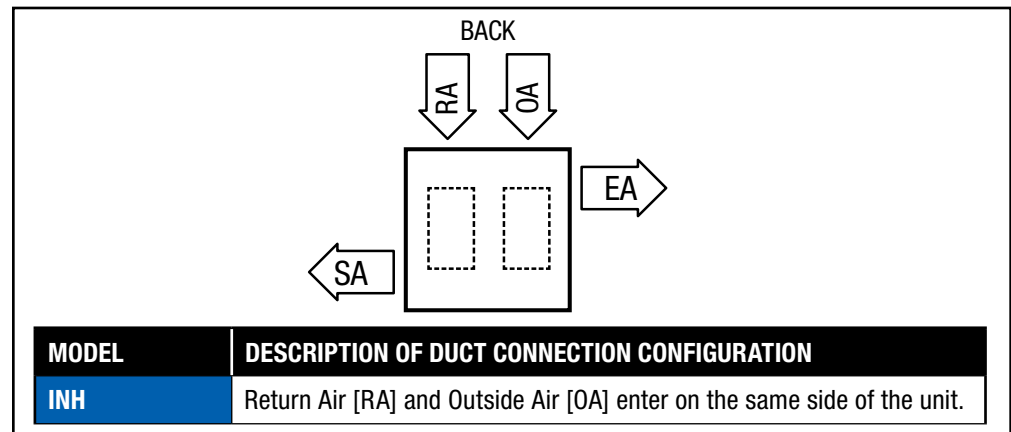 BACK
RA
OA
EA
SA
MODEL DESCRIPTION OF DUCT CONNECTION CONFIGURATION
INH Return Air [RA] and Outside Air [OA] enter on the same side of the unit.